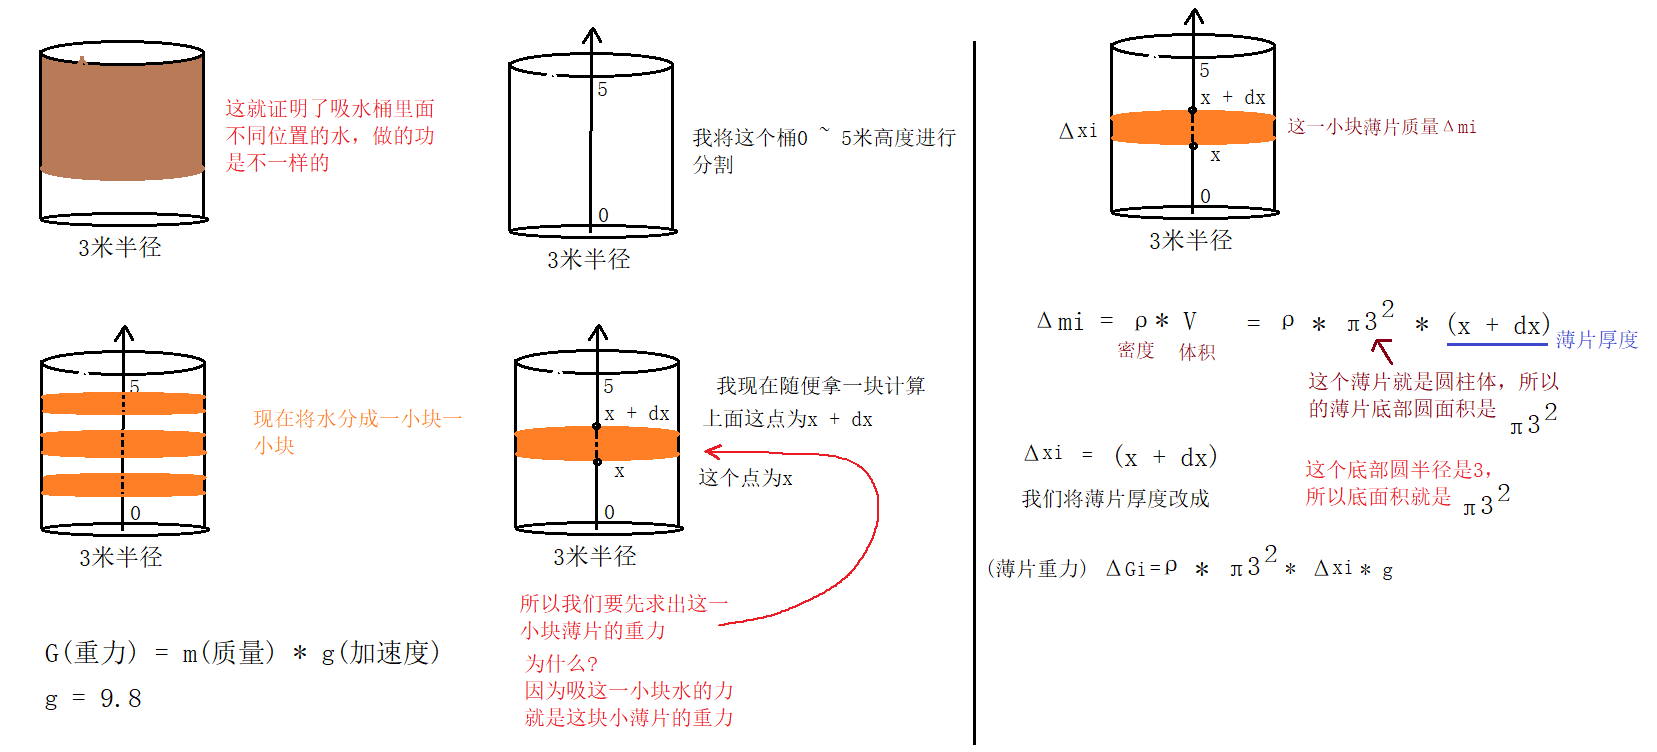 这就证明了吸水桶里面
不同位置的水，做的功
是不一样的
3米半径
5
0
3米半径
我将这个桶0 ~ 5米高度进行
分割
5
0
3米半径
现在将水分成一小块一
小块
5
x + dx
x
0
3米半径
我现在随便拿一块计算
上面这点为x + dx
这个点为x
所以我们要先求出这一
小块薄片的重力
为什么?
因为吸这一小块水的力
就是这块小薄片的重力
G(重力) = m(质量) * g(加速度)
g = 9.8
5
x + dx
Δxi
x
0
3米半径
这一小块薄片质量Δmi
Δmi = ρ* V = ρ * π3² * (x + dx) 薄片厚度
密度 体积
这个薄片就是圆柱体，所以
的薄片底部圆面积是 π3²
Δxi = (x + dx)
我们将薄片厚度改成
这个底部圆半径是3，
所以底面积就是 π3²
(薄片重力) ΔGi=ρ * π3² * Δxi * g